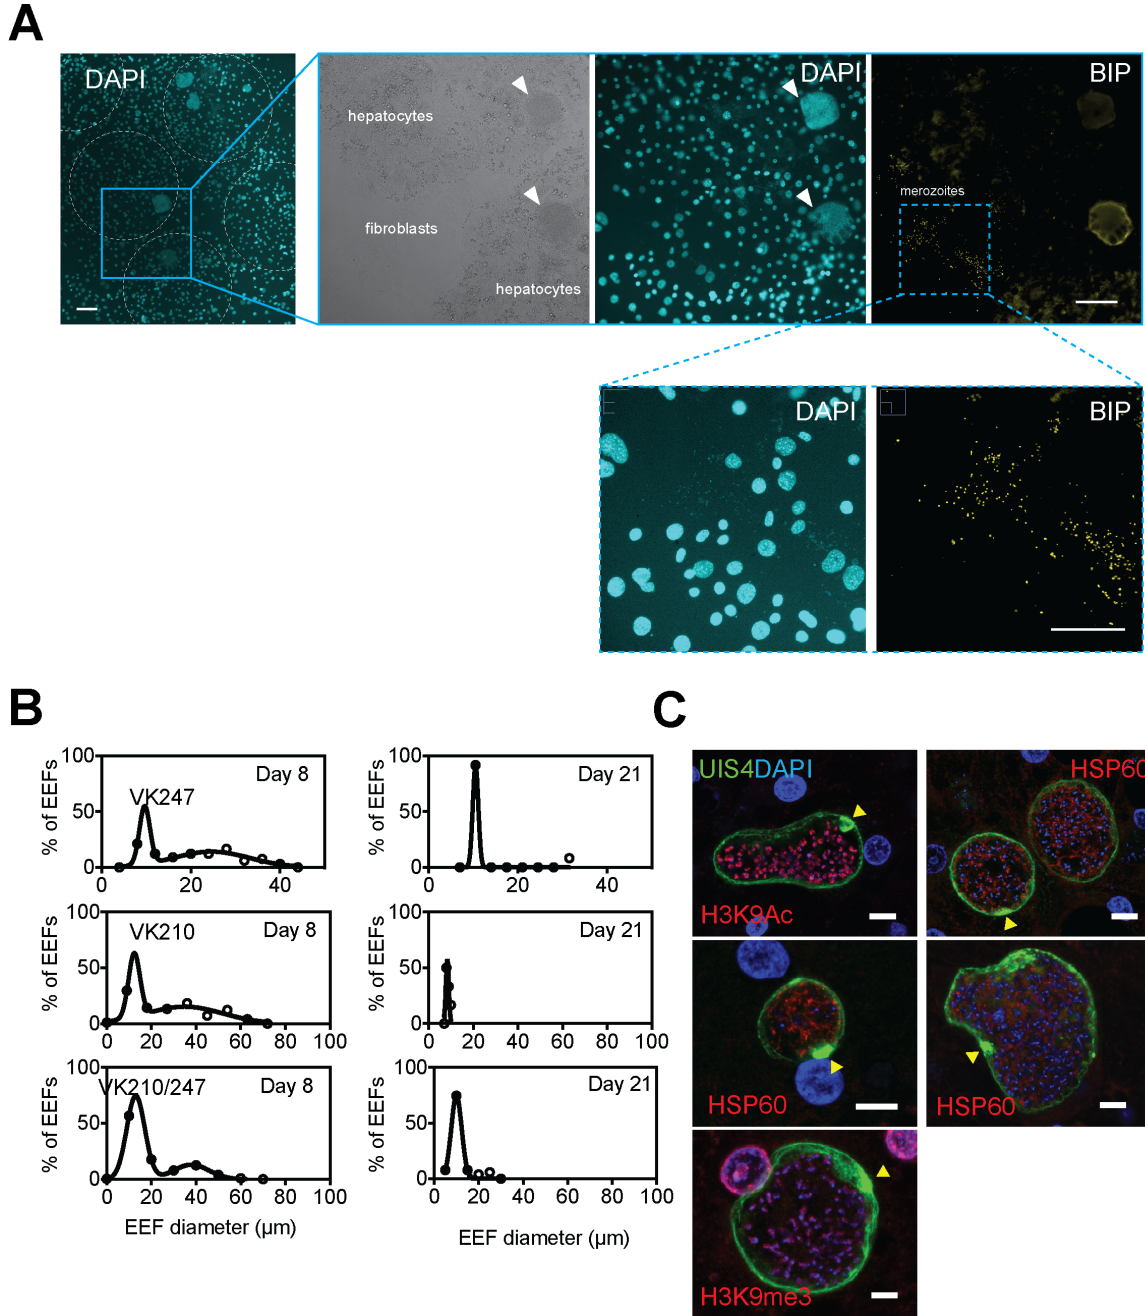 A
DAPI
hepatocytes
fibroblasts
hepatocytes
DAPI
BIP
merozoites
DAPI
BIP
B
% of EEFs
100
50
0
VK247
Day 8
0
20
40
% of EEFs
100
50
0
Day 21
0
20
40
% of EEFs
100
50
0
VK210
Day 8
0
20
40
60
80
100
% of EEFs
100
50
0
Day 21
0
20
40
60
80
100
% of EEFs
100
50
0
VK210/247
Day 8
0
20
40
60
80
100
EEF diameter (µm)
% of EEFs
100
50
0
Day 21
0
20
40
60
80
100
EEF diameter (µm)
C
UIS4DAPI
H3K9Ac
HSP60
HSP60
HSP60
H3K9me3